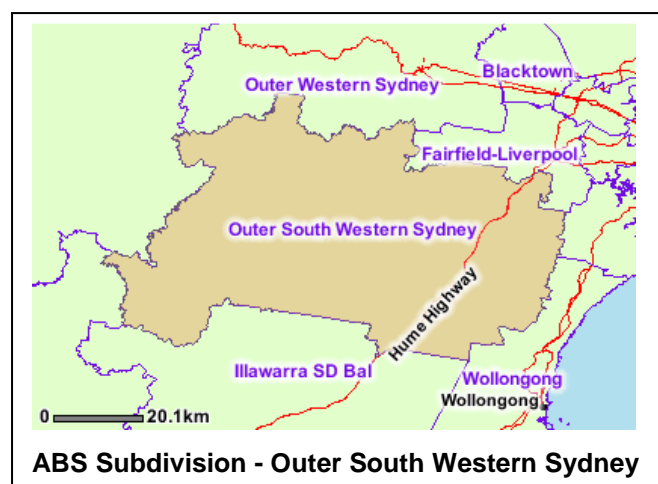 Blacktown
Outer Western Sydney
Fairfield-Liverpool
Outer South Western Sydney
Hume Highway
Illawarra SD Bal
Wollongong
Wollongong
0 20.1km
ABS Subdivision - Outer South Western Sydney